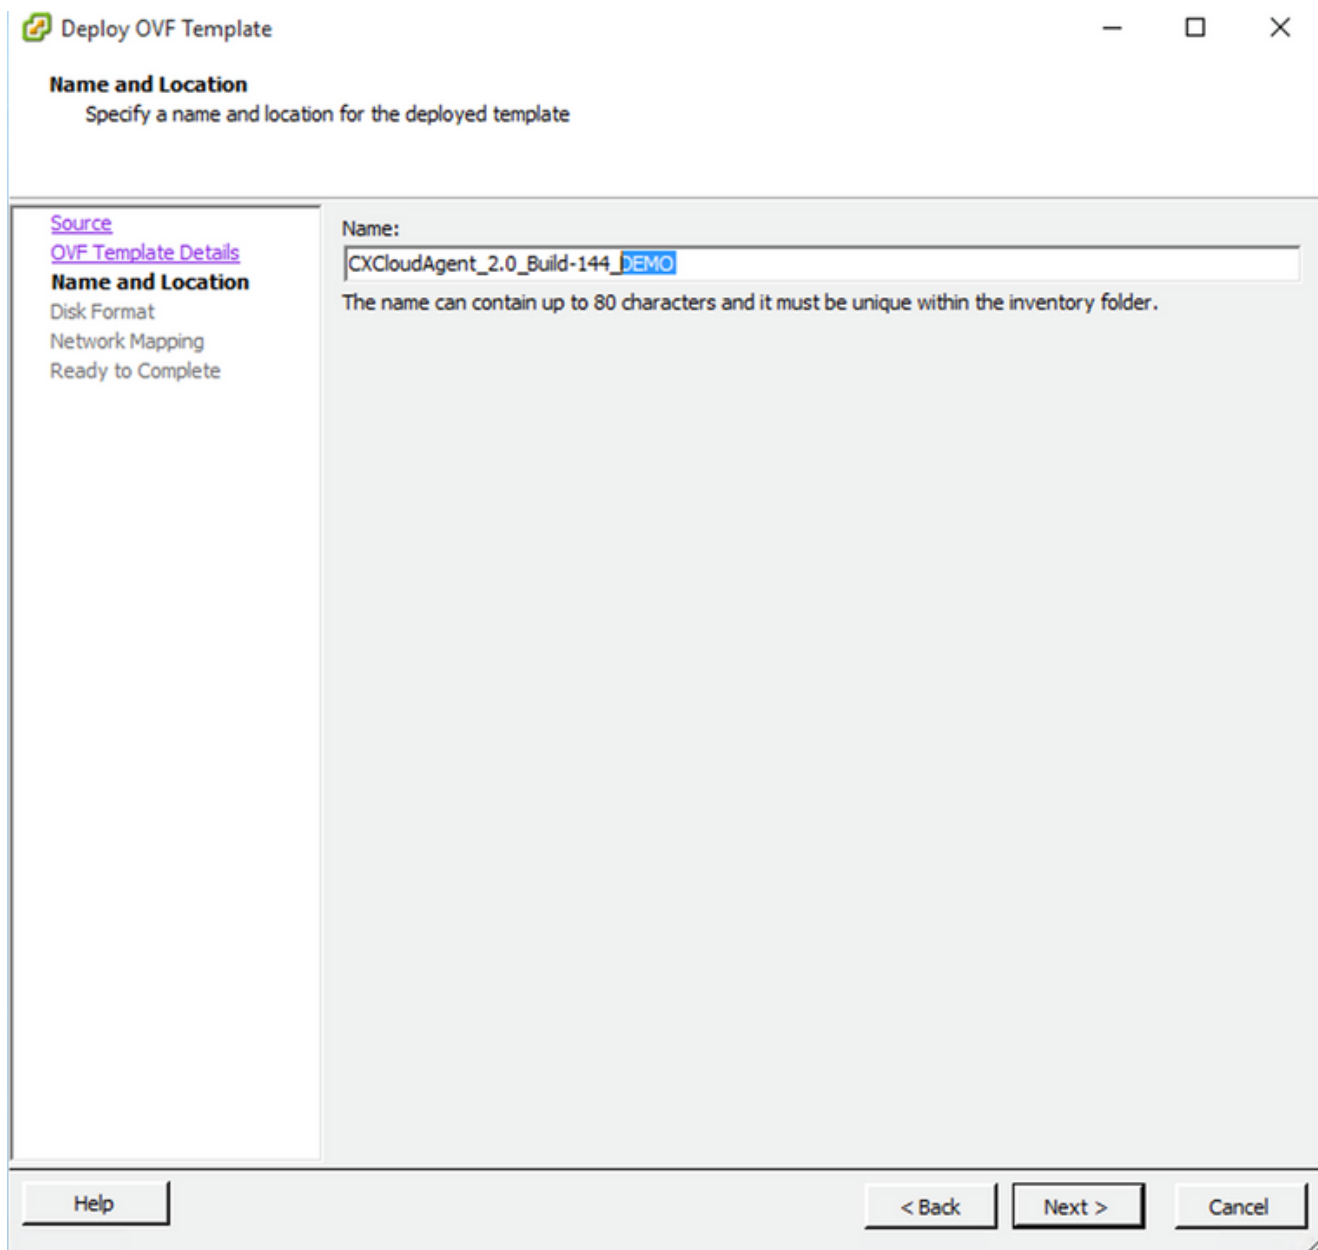 Deploy OVF Template
Name and Location
Specify a name and location for the deployed template
Source
OVF Template Details
Name and Location
Disk Format
Network Mapping
Ready to Complete
Name:
CXCloudAgent_2.0_Build-144_DEMO
The name can contain up to 80 characters and it must be unique within the inventory folder.
Help
< Back
Next >
Cancel